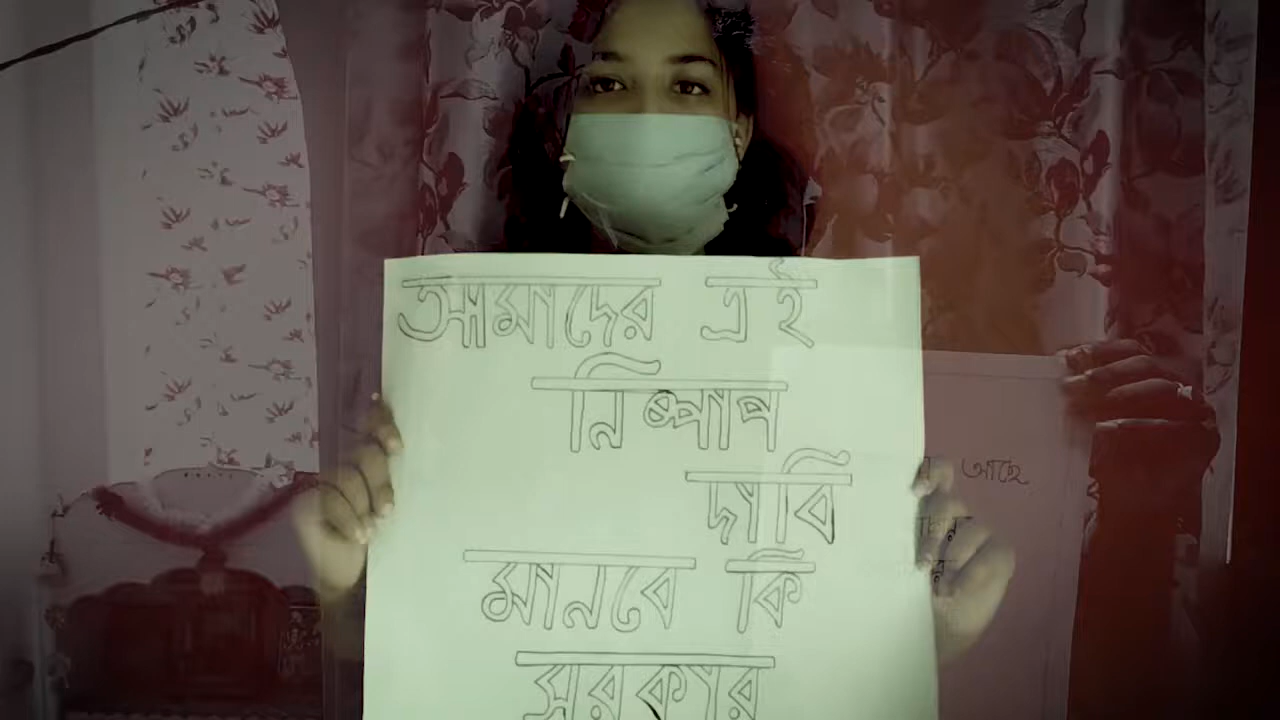 আমাদের এই
নিষ্পাপ
দাবি
মানবে কি
সরকার
আছে